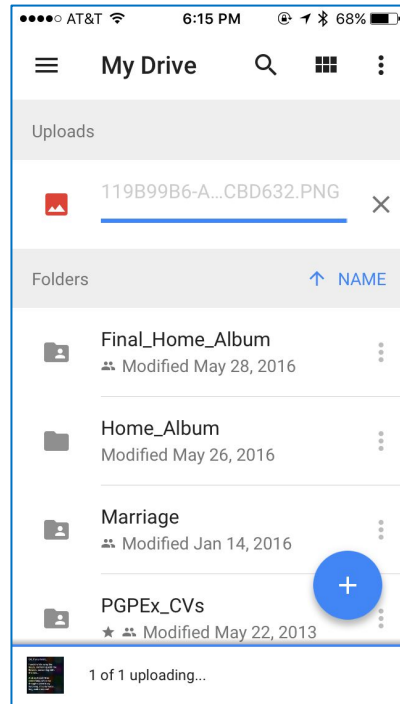 AT&T 6:15 PM 68%
My Drive
Uploads
119B99B6-A...CBD632.PNG
Folders NAME
Final_Home_Album
Modified May 28, 2016
Home_Album
Modified May 26, 2016
Marriage
Modified Jan 14, 2016
PGPEx_CVs
Modified May 22, 2013
1 of 1 uploading...